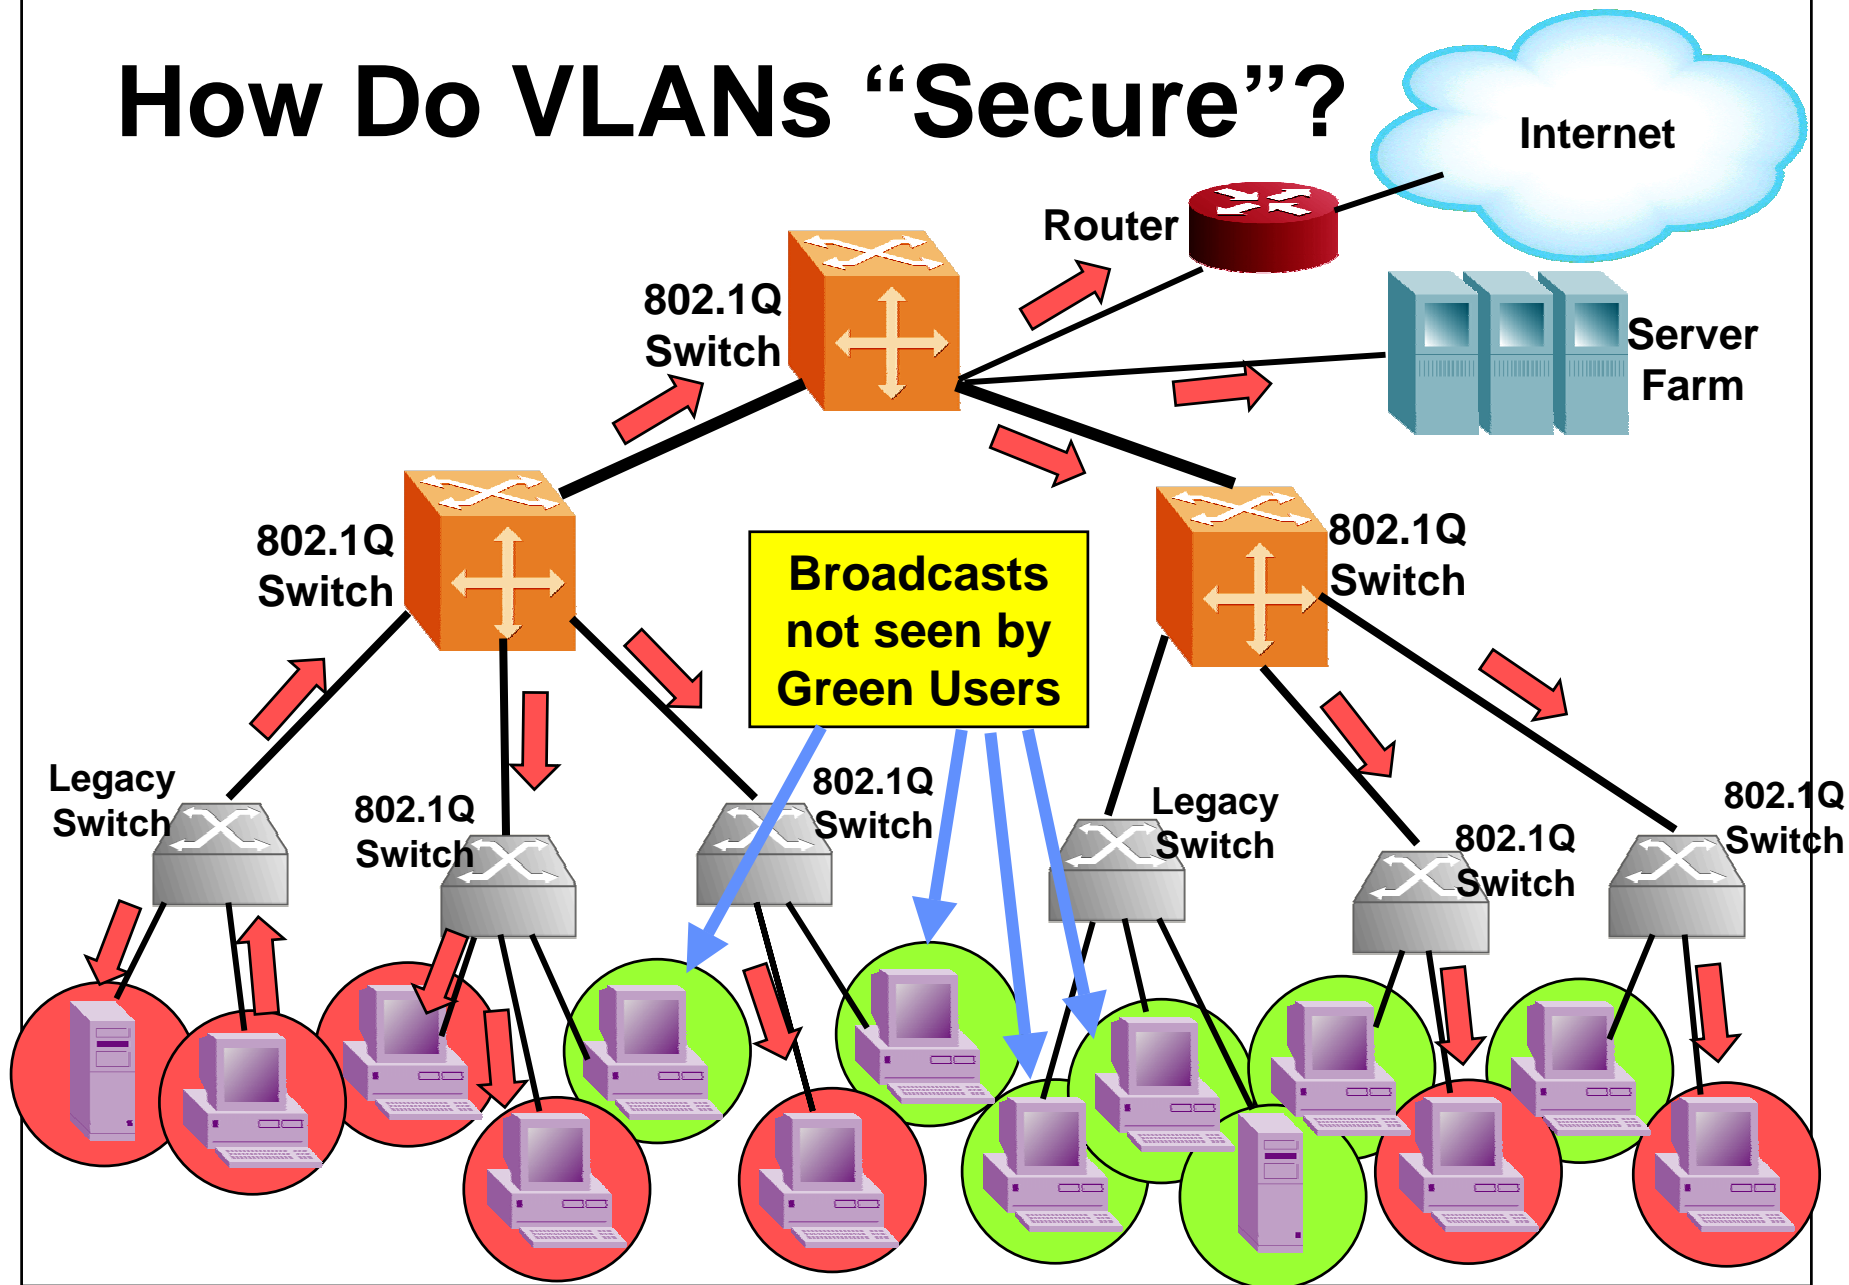 How Do VLANs “Secure”?
Internet
Router
802.1Q
Switch
Server
Farm
802.1Q
Switch
802.1Q
Switch
Broadcasts
not seen by
Green Users
Legacy
Switch
802.1Q
Switch
802.1Q
Switch
Legacy
Switch
802.1Q
Switch
802.1Q
Switch